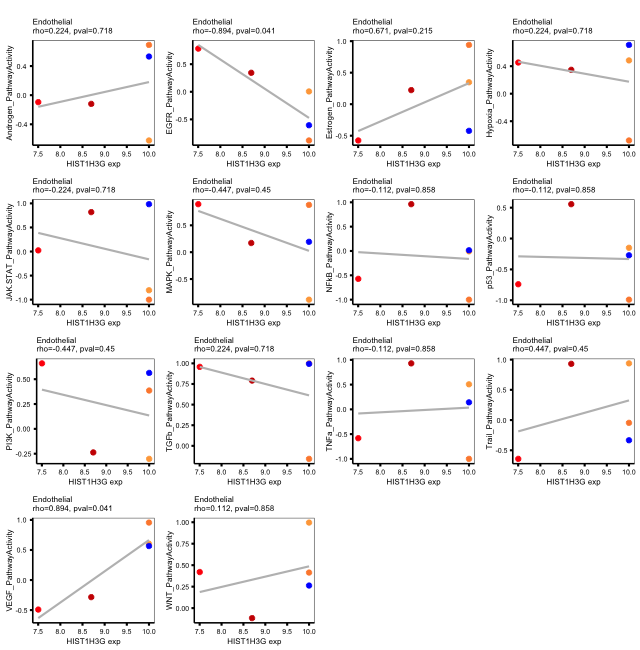 Endothelial
rho=0.224, pval=0.718
Androgen_PathwayActivity
0.4
0.0
-0.4
7.5 8.0 8.5 9.0 9.5 10.0
HIST1H3G exp
Endothelial
rho=-0.894, pval=0.041
EGFR_PathwayActivity
0.5
0.0
-0.5
7.5 8.0 8.5 9.0 9.5 10.0
HIST1H3G exp
Endothelial
rho=0.671, pval=0.215
Estrogen_PathwayActivity
1.0
0.5
0.0
-0.5
7.5 8.0 8.5 9.0 9.5 10.0
HIST1H3G exp
Endothelial
rho=0.224, pval=0.718
Hypoxia_PathwayActivity
0.4
0.0
-0.4
7.5 8.0 8.5 9.0 9.5 10.0
HIST1H3G exp
Endothelial
rho=-0.224, pval=0.718
JAK.STAT_PathwayActivity
1.0
0.5
0.0
-0.5
-1.0
7.5 8.0 8.5 9.0 9.5 10.0
HIST1H3G exp
Endothelial
rho=-0.447, pval=0.45
MAPK_PathwayActivity
0.5
0.0
-0.5
7.5 8.0 8.5 9.0 9.5 10.0
HIST1H3G exp
Endothelial
rho=-0.112, pval=0.858
NFkB_PathwayActivity
1.0
0.5
0.0
-0.5
-1.0
7.5 8.0 8.5 9.0 9.5 10.0
HIST1H3G exp
Endothelial
rho=-0.112, pval=0.858
p53_PathwayActivity
0.5
0.0
-0.5
-1.0
7.5 8.0 8.5 9.0 9.5 10.0
HIST1H3G exp
Endothelial
rho=-0.447, pval=0.45
PI3K_PathwayActivity
0.50
0.25
0.00
-0.25
7.5 8.0 8.5 9.0 9.5 10.0
HIST1H3G exp
Endothelial
rho=0.224, pval=0.718
TGFb_PathwayActivity
1.00
0.75
0.50
0.25
0.00
7.5 8.0 8.5 9.0 9.5 10.0
HIST1H3G exp
Endothelial
rho=-0.112, pval=0.858
TNFa_PathwayActivity
1.0
0.5
0.0
-0.5
-1.0
7.5 8.0 8.5 9.0 9.5 10.0
HIST1H3G exp
Endothelial
rho=0.447, pval=0.45
Trail_PathwayActivity
1.0
0.5
0.0
-0.5
7.5 8.0 8.5 9.0 9.5 10.0
HIST1H3G exp
Endothelial
rho=0.894, pval=0.041
VEGF_PathwayActivity
1.0
0.5
0.0
-0.5
7.5 8.0 8.5 9.0 9.5 10.0
HIST1H3G exp
Endothelial
rho=0.112, pval=0.858
WNT_PathwayActivity
1.00
0.75
0.50
0.25
0.00
7.5 8.0 8.5 9.0 9.5 10.0
HIST1H3G exp